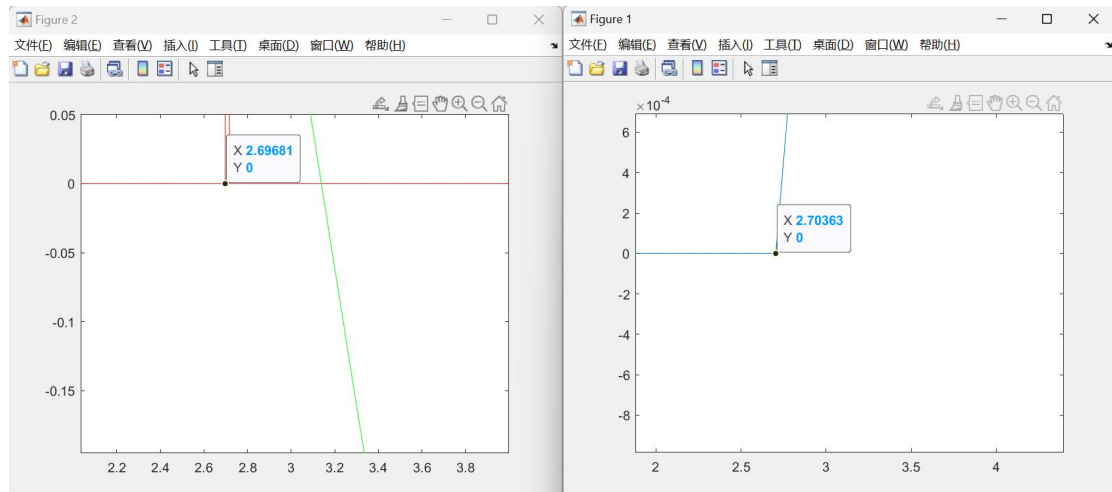 Figure 2
文件(F) 编辑(E) 查看(V) 插入(I) 工具(T) 桌面(D) 窗口(W) 帮助(H)
0.05
0
-0.05
-0.1
-0.15
X 2.69681
Y 0
2.2 2.4 2.6 2.8 3 3.2 3.4 3.6 3.8
Figure 1
文件(F) 编辑(E) 查看(V) 插入(I) 工具(T) 桌面(D) 窗口(W) 帮助(H)
×10⁻⁴
6
4
2
0
-2
-4
-6
-8
X 2.70363
Y 0
2 2.5 3 3.5 4